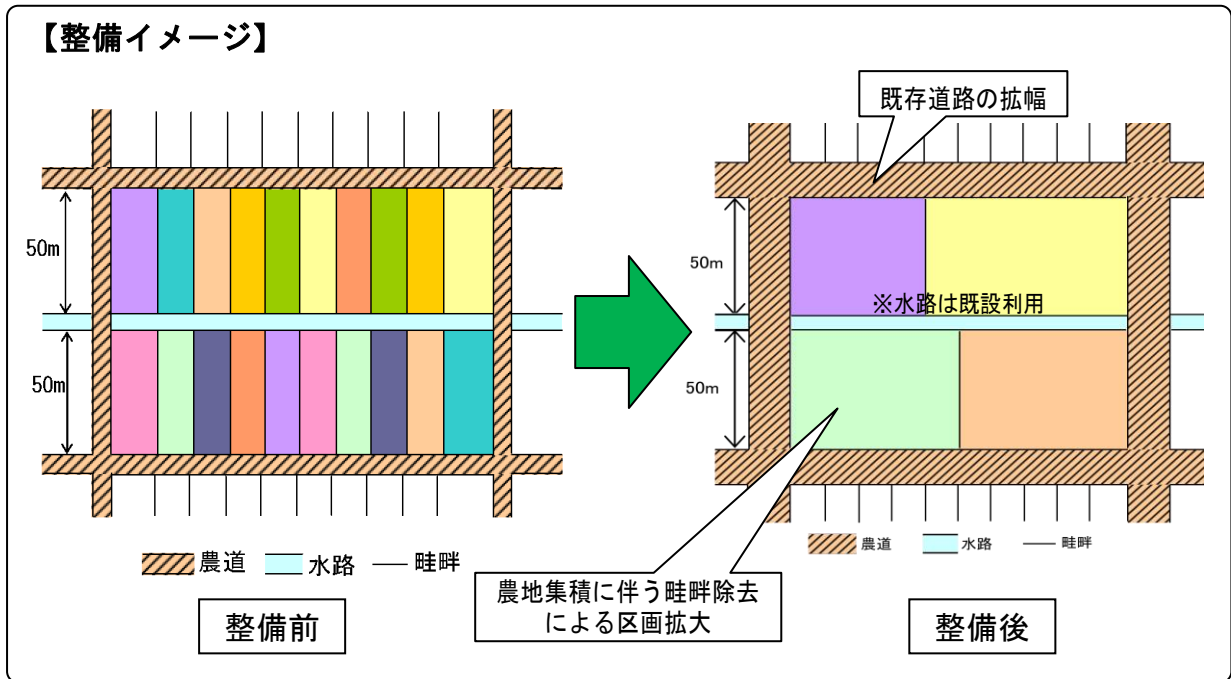 【整備イメージ】
既存道路の拡幅
50m
50m
農道
水路
畦畔
整備前
50m
50m
※水路は既設利用
農道
水路
畦畔
農地集積に伴う畦畔除去
による区画拡大
整備後